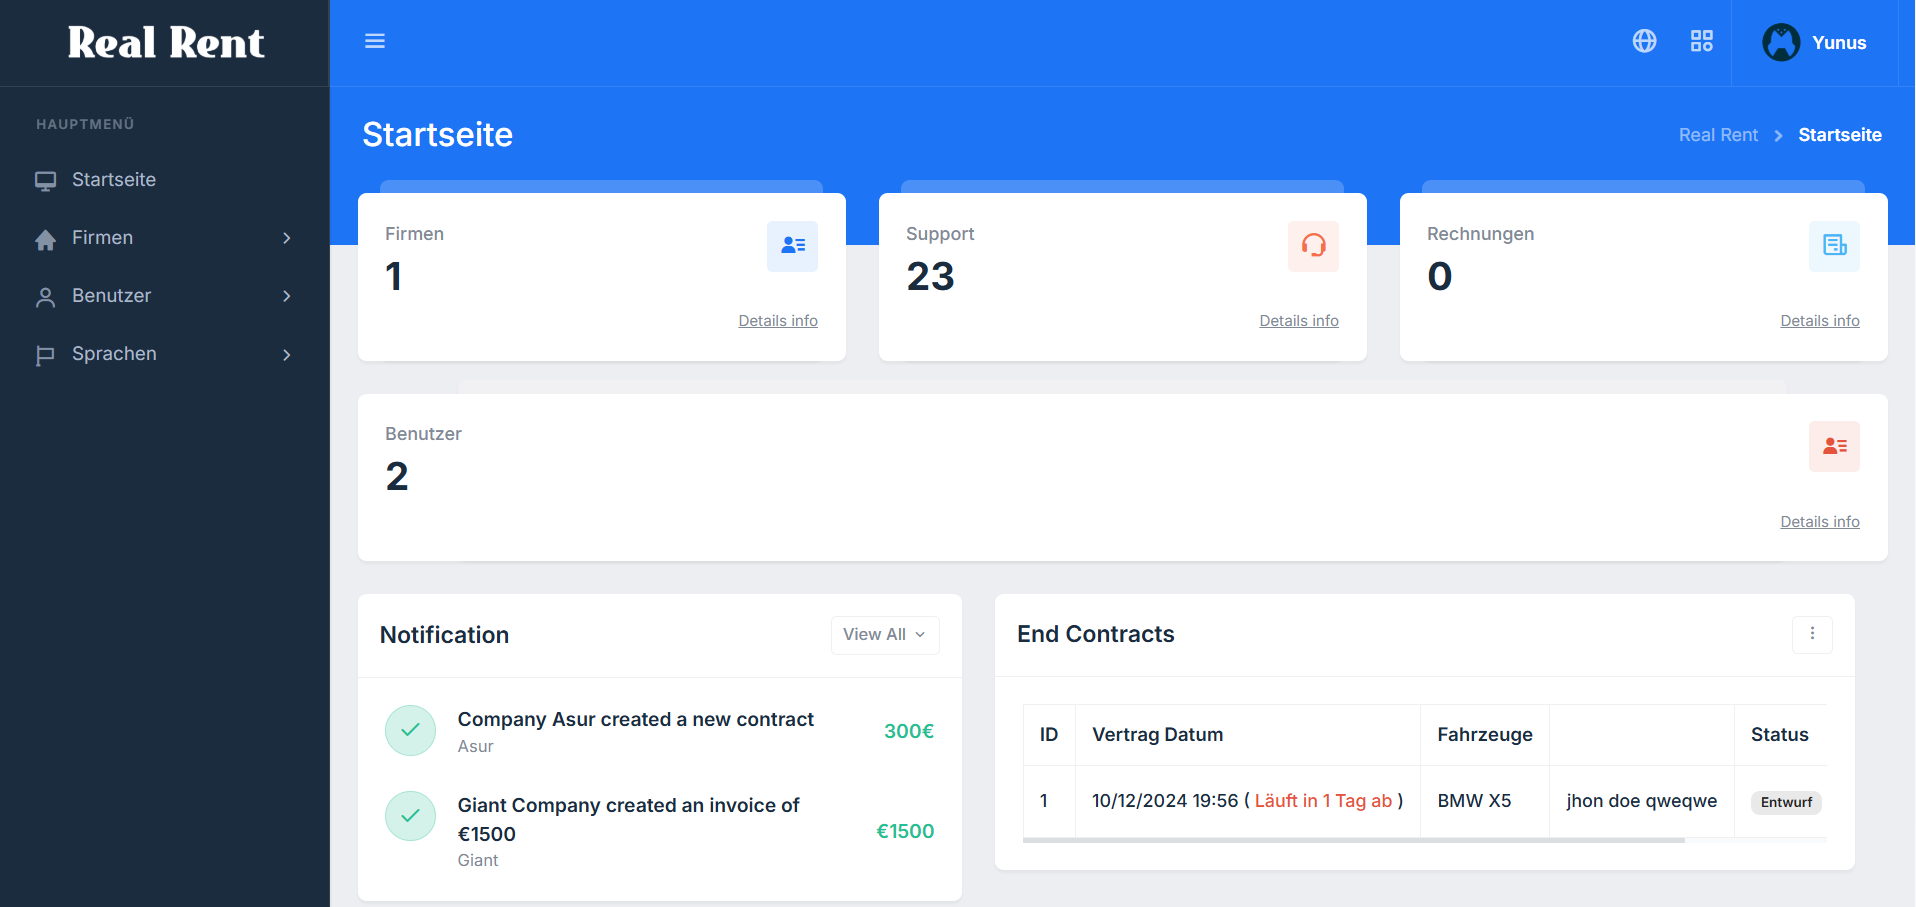 Real Rent
Yunus
HAUPTMENÜ
Startseite
Firmen
Benutzer
Sprachen
Startseite
Real Rent
Startseite
Firmen
1
Details info
Support
23
Details info
Rechnungen
0
Details info
Benutzer
2
Details info
Notification
View All
Company Asur created a new contract
Asur
300€
Giant Company created an invoice of
€1500
Giant
€1500
End Contracts
ID Vertrag Datum Fahrzeuge Status
1 10/12/2024 19:56 ( Läuft in 1 Tag ab ) BMW X5 jhon doe qweqwe Entwurf